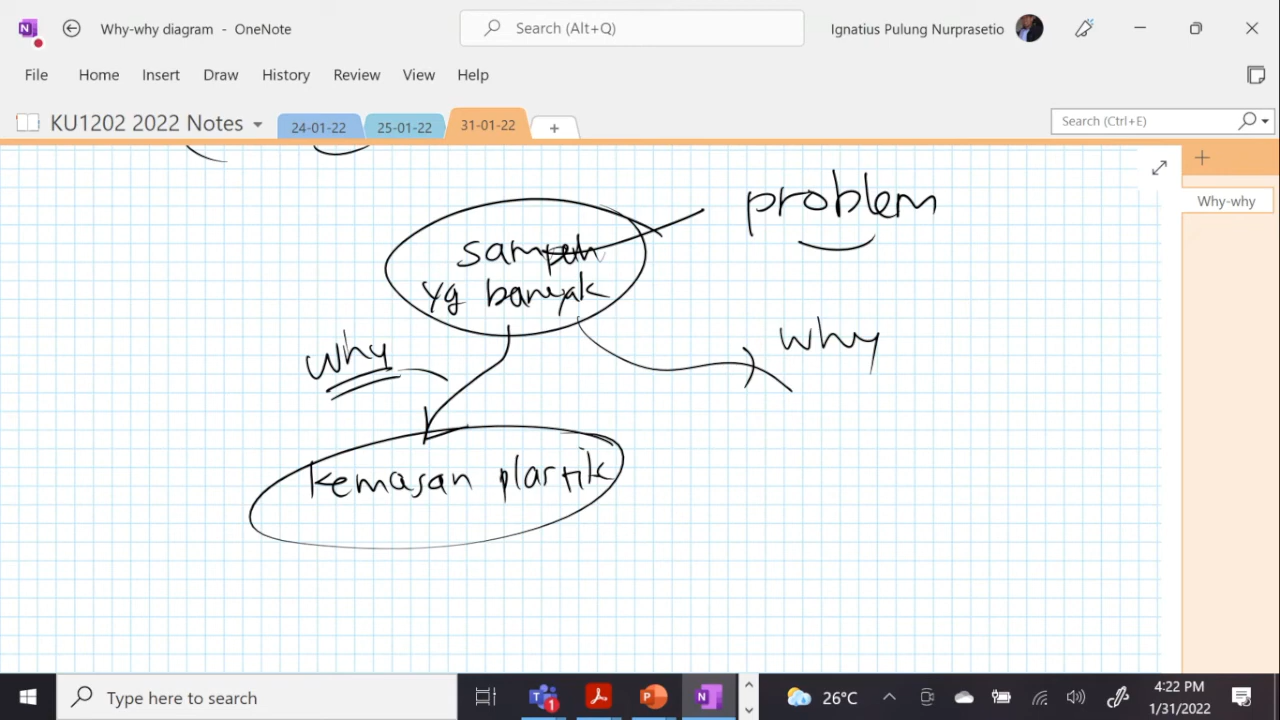 Why-why diagram - OneNote
Search (Alt+Q)
Ignatius Pulung Nurprasetio
File Home Insert Draw History Review View Help
KU1202 2022 Notes
24-01-22
25-01-22
31-01-22
+
Search (Ctrl+E)
+
Why-why
problem
sampah
yg banyak
why
why
kemasan plastik
Type here to search
1
26°C
4:22 PM
1/31/2022